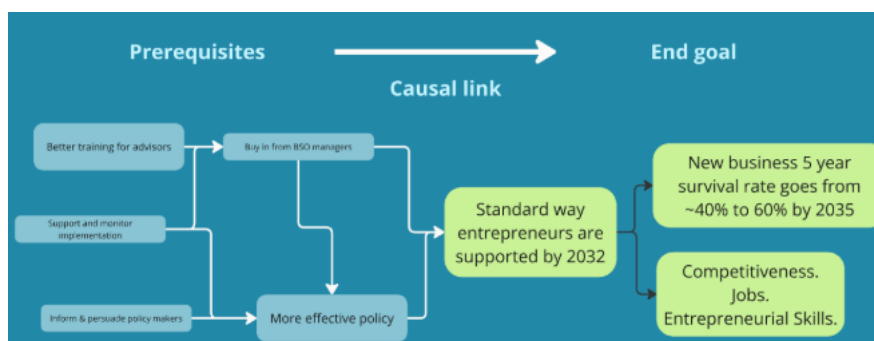 Prerequisites
End goal
Causal link
Better training for advisors
Buy in from BSO managers
Support and monitor
implementation
Inform & persuade policy makers
More effective policy
Standard way
entrepreneurs are
supported by 2032
New business 5 year
survival rate goes from
~40% to 60% by 2035
Competitiveness.
Jobs.
Entrepreneurial Skills.